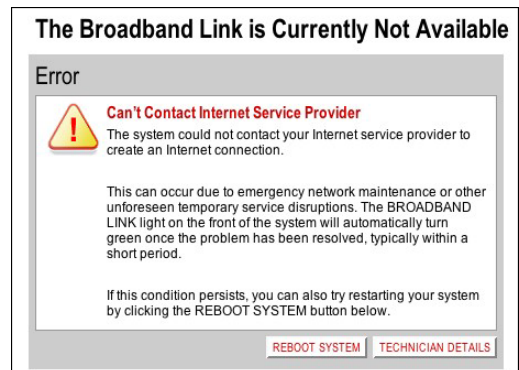 The Broadband Link is Currently Not Available
Error
Can't Contact Internet Service Provider
The system could not contact your Internet service provider to
create an Internet connection.
This can occur due to emergency network maintenance or other
unforeseen temporary service disruptions. The BROADBAND
LINK light on the front of the system will automatically turn
green once the problem has been resolved, typically within a
short period.
If this condition persists, you can also try restarting your system
by clicking the REBOOT SYSTEM button below.
REBOOT SYSTEM TECHNICIAN DETAILS